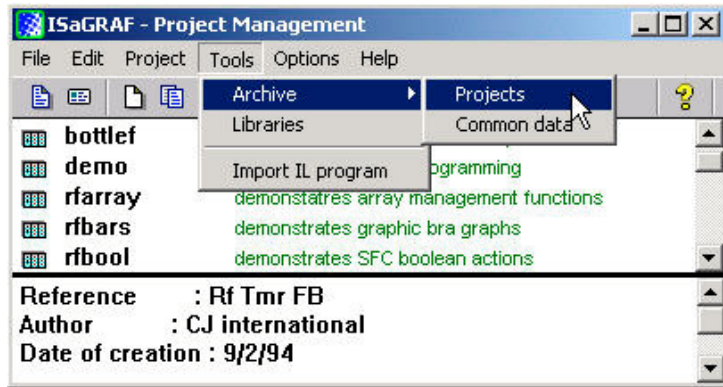 ISaGRAF - Project Management
File Edit Project Tools Options Help
Archive
Projects
Libraries
Common data
Import IL program
bottlef
demo ogramming
rfarray demonstatres array management functions
rfbars demonstrates graphic bra graphs
rfbool demonstrates SFC boolean actions
Reference : Rf Tmr FB
Author : CJ international
Date of creation : 9/2/94